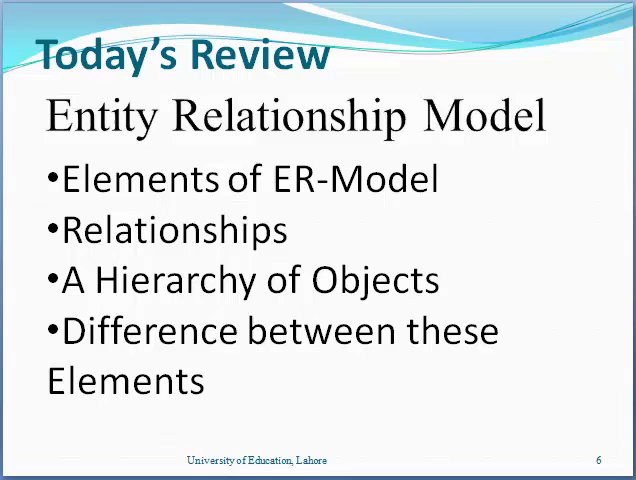 Today's Review
Entity Relationship Model
•Elements of ER-Model
•Relationships
•A Hierarchy of Objects
•Difference between these
Elements
University of Education, Lahore
6